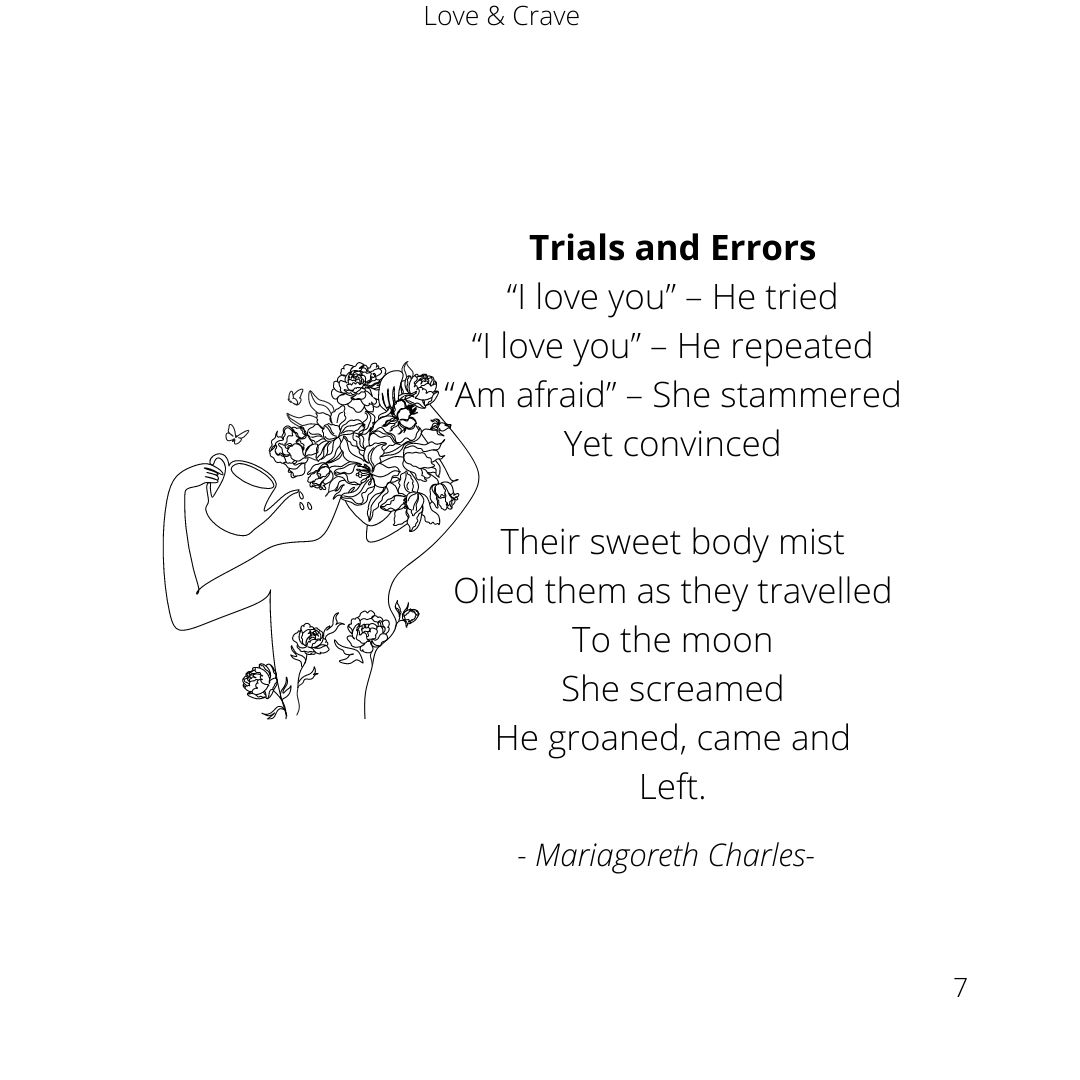 Love & Crave
Trials and Errors
“I love you” – He tried
“I love you” – He repeated
“Am afraid” – She stammered
Yet convinced
Their sweet body mist
Oiled them as they travelled
To the moon
She screamed
He groaned, came and
Left.
- Mariagoreth Charles-
7